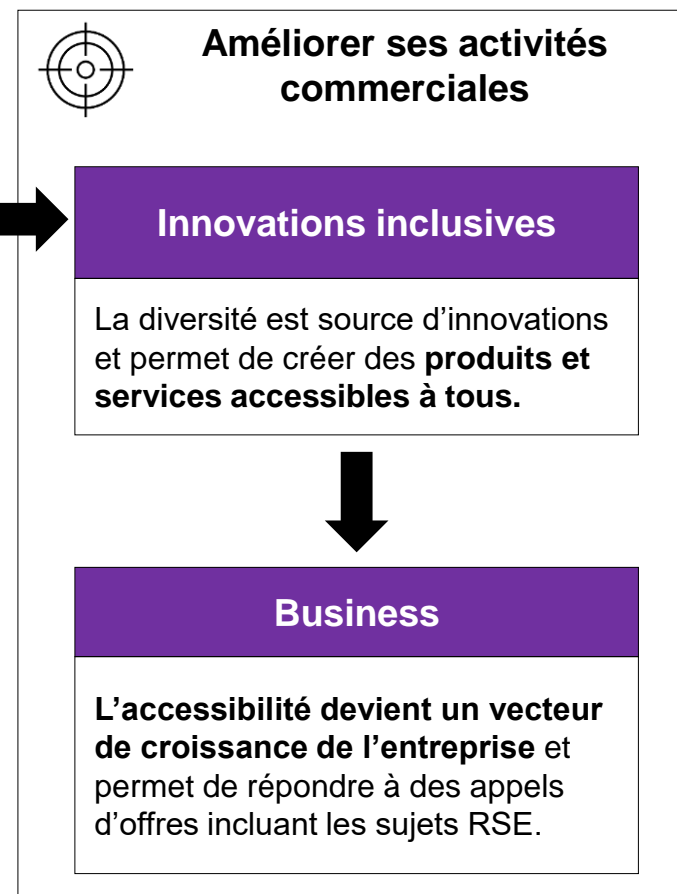 Améliorer ses activités
commerciales
Innovations inclusives
La diversité est source d’innovations
et permet de créer des produits et
services accessibles à tous.
Business
L’accessibilité devient un vecteur
de croissance de l’entreprise et
permet de répondre à des appels
d’offres incluant les sujets RSE.